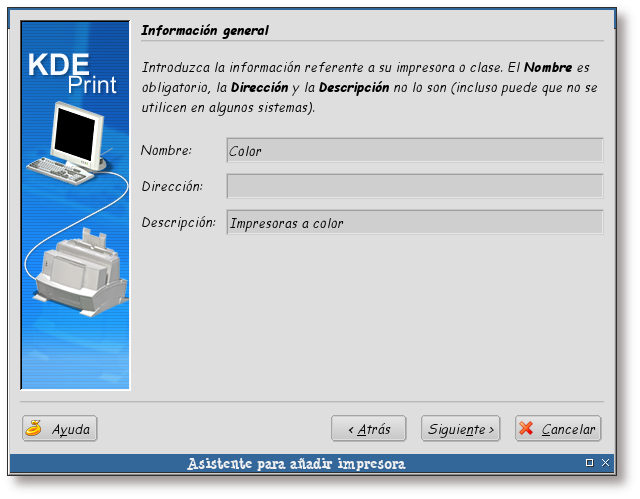 KDE
Print
Información general
Introduzca la información referente a su impresora o clase. El Nombre es
obligatorio, la Dirección y la Descripción no lo son (incluso puede que no se
utilicen en algunos sistemas).
Nombre: Color
Dirección:
Descripción: Impresoras a color
Ayuda < Atrás Siguiente > Cancelar
Asistente para añadir impresora